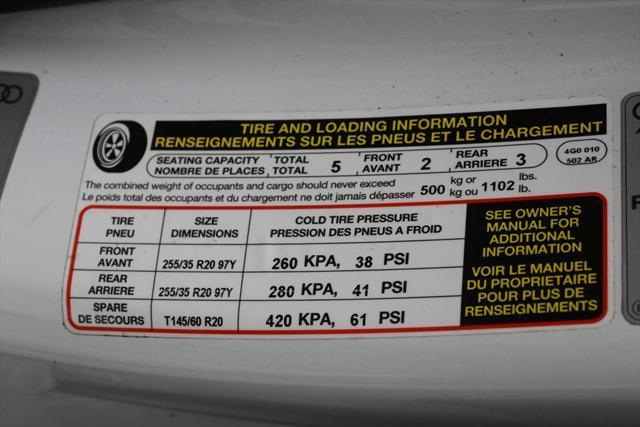 TIRE AND LOADING INFORMATION
RENSEIGNEMENTS SUR LES PNEUS ET LE CHARGEMENT
SEATING CAPACITY TOTAL 5 FRONT 2 REAR 3
NOMBRE DE PLACES TOTAL AVANT ARRIERE
4G0 010
502 AR
The combined weight of occupants and cargo should never exceed 500 kg or 1102 lbs.
Le poids total des occupants et du chargement ne doit jamais dépasser kg ou lb.
TIRE SIZE COLD TIRE PRESSURE
PNEU DIMENSIONS PRESSION DES PNEUS A FROID
FRONT
AVANT 255/35 R20 97Y 260 KPA, 38 PSI
REAR
ARRIERE 255/35 R20 97Y 280 KPA, 41 PSI
SPARE
DE SECOURS T145/60 R20 420 KPA, 61 PSI
SEE OWNER'S
MANUAL FOR
ADDITIONAL
INFORMATION
VOIR LE MANUEL
DU PROPRIETAIRE
POUR PLUS DE
RENSEIGNEMENTS